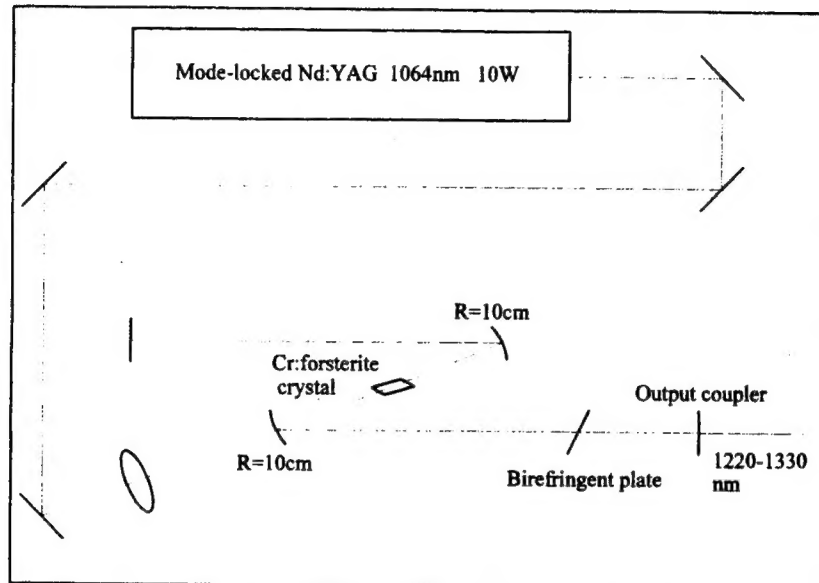 Mode-locked Nd:YAG 1064nm 10W
R=10cm
Cr:forsterite
crystal
Output coupler
R=10cm
Birefringent plate
1220-1330
nm